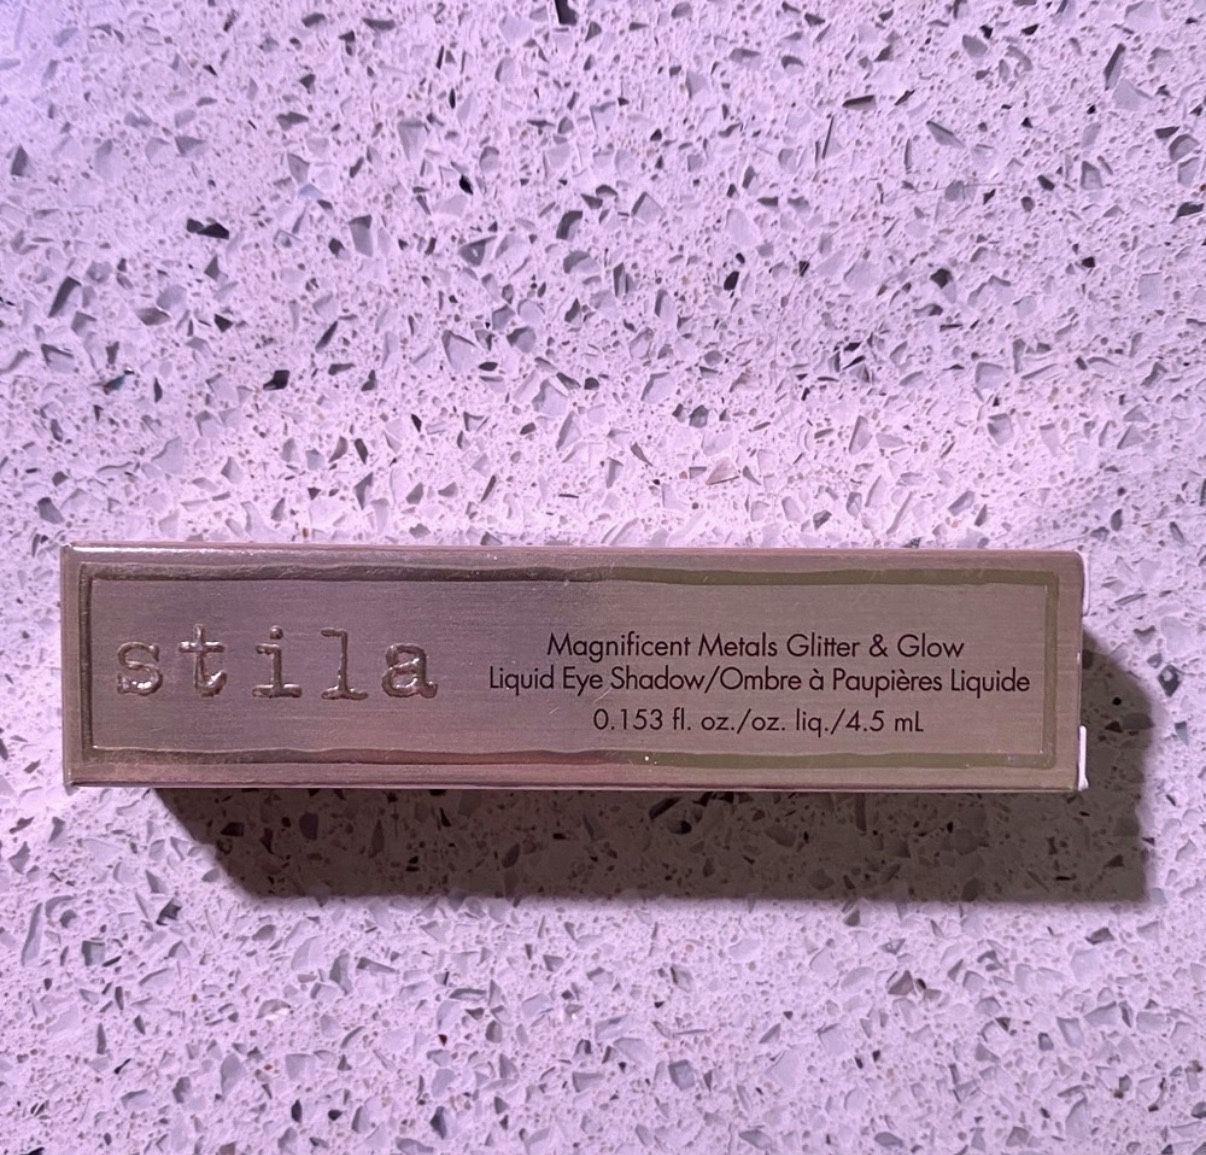 stila
Magnificent Metals Glitter & Glow
Liquid Eye Shadow/Ombre à Paupières Liquide
0.153 fl. oz./oz. liq./4.5 mL